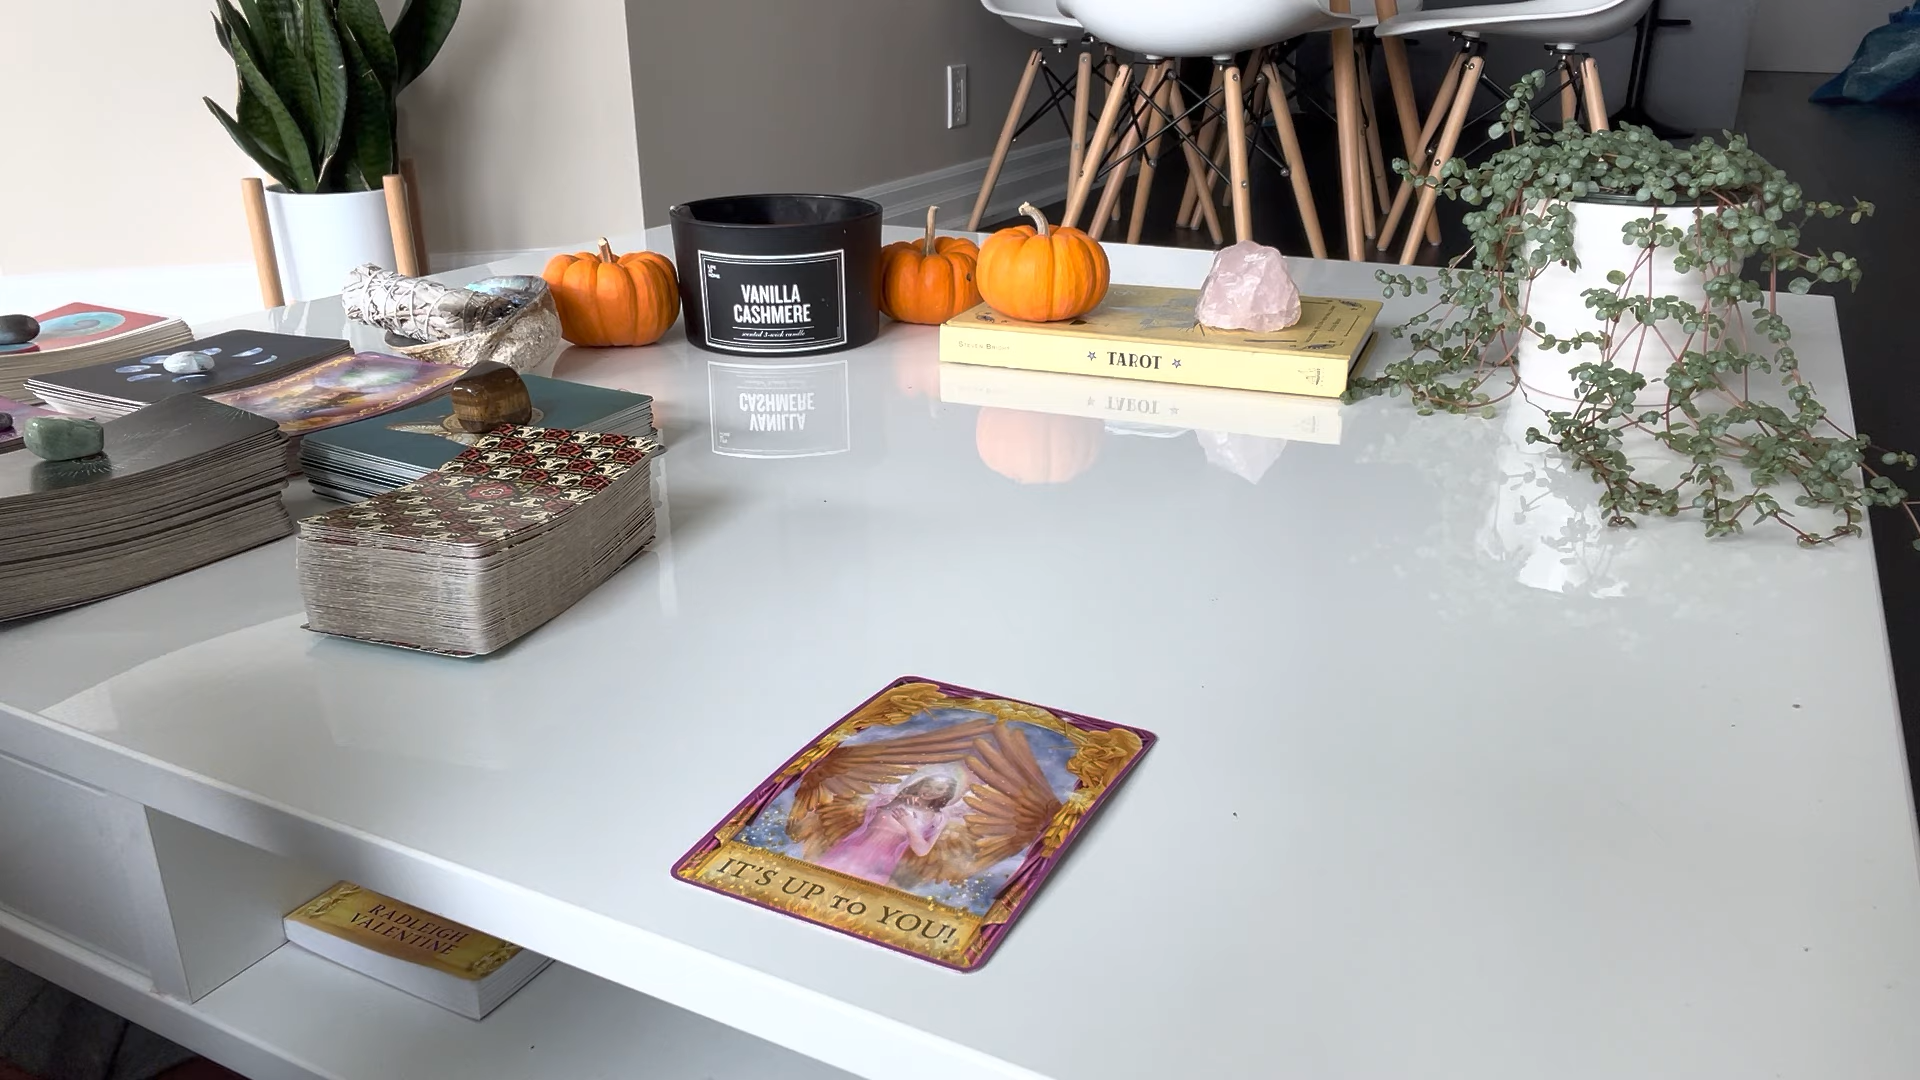 VANILLA
CASHMERE
scented 3-wick candle
STEVEN BRIGHT
TAROT
IT'S UP TO YOU!
RADLEIGH
VALENTINE